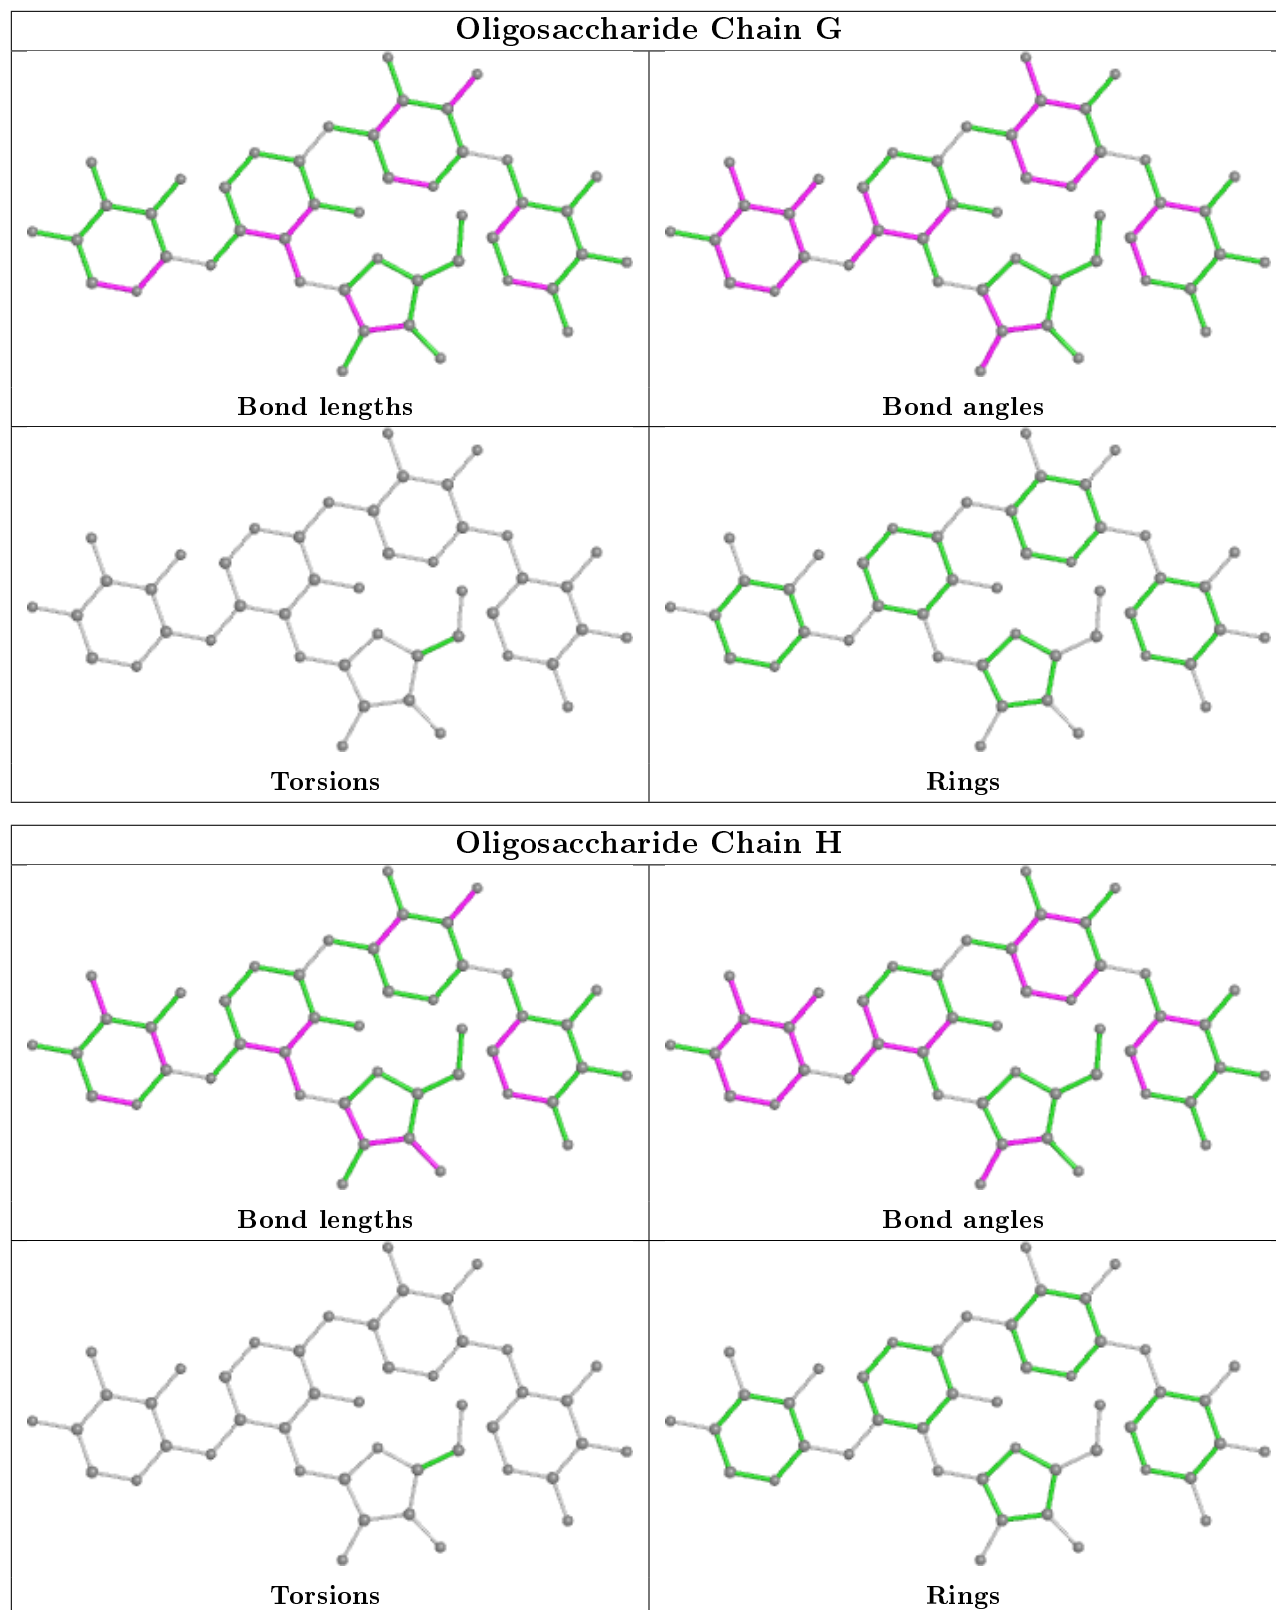 Oligosaccharide Chain G
Bond lengths
Bond angles
Torsions
Rings
Oligosaccharide Chain H
Bond lengths
Bond angles
Torsions
Rings